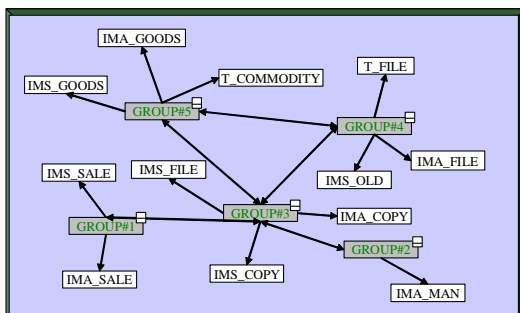 IMA_GOODS
T_FILE
T_COMMODITY
IMS_GOODS
GROUP#5
GROUP#4
IMA_FILE
IMS_FILE
IMS_SALE
IMS_OLD
GROUP#3
IMA_COPY
GROUP#1
GROUP#2
IMS_COPY
IMA_SALE
IMA_MAN